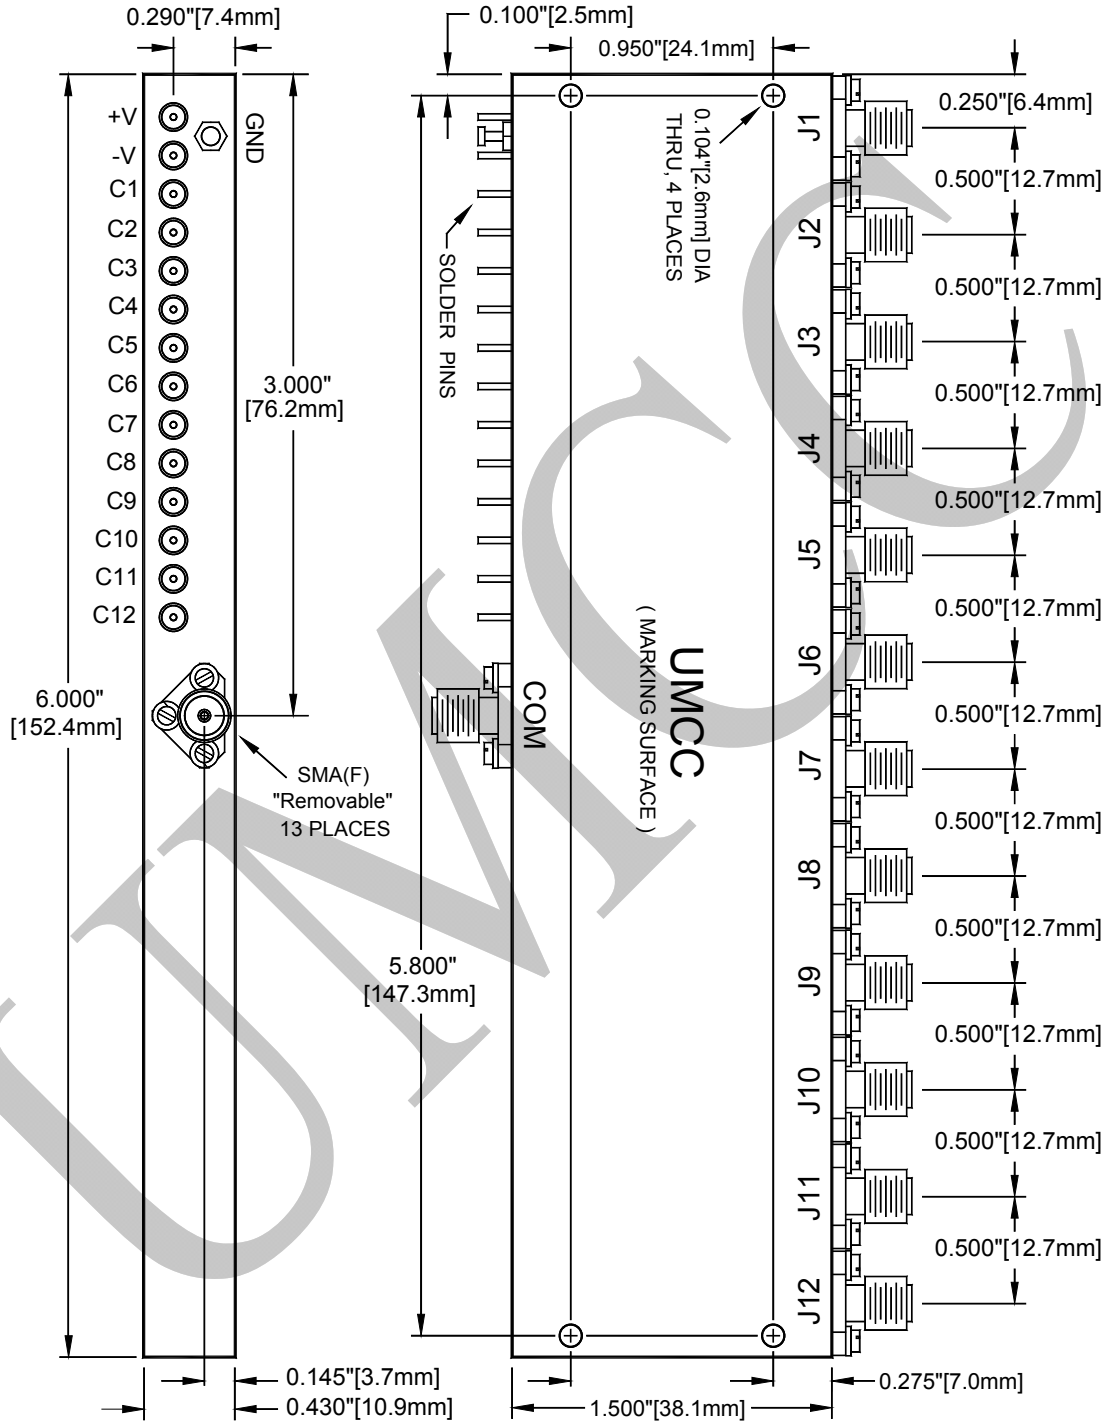 0.290"[7.4mm]
0.100"[2.5mm]
0.950"[24.1mm]
+V
-V
C1
C2
C3
C4
C5
C6
C7
C8
C9
C10
C11
C12
GND
3.000"
[76.2mm]
6.000"
[152.4mm]
SMA(F)
"Removable"
13 PLACES
0.145"[3.7mm]
0.430"[10.9mm]
SOLDER PINS
0.104"[2.6mm] DIA
THRU, 4 PLACES
5.800"
[147.3mm]
COM
UMCC
( MARKING SURFACE )
J1
J2
J3
J4
J5
J6
J7
J8
J9
J10
J11
J12
0.250"[6.4mm]
0.500"[12.7mm]
0.500"[12.7mm]
0.500"[12.7mm]
0.500"[12.7mm]
0.500"[12.7mm]
0.500"[12.7mm]
0.500"[12.7mm]
0.500"[12.7mm]
0.500"[12.7mm]
0.500"[12.7mm]
0.500"[12.7mm]
0.275"[7.0mm]
1.500"[38.1mm]
UMCC